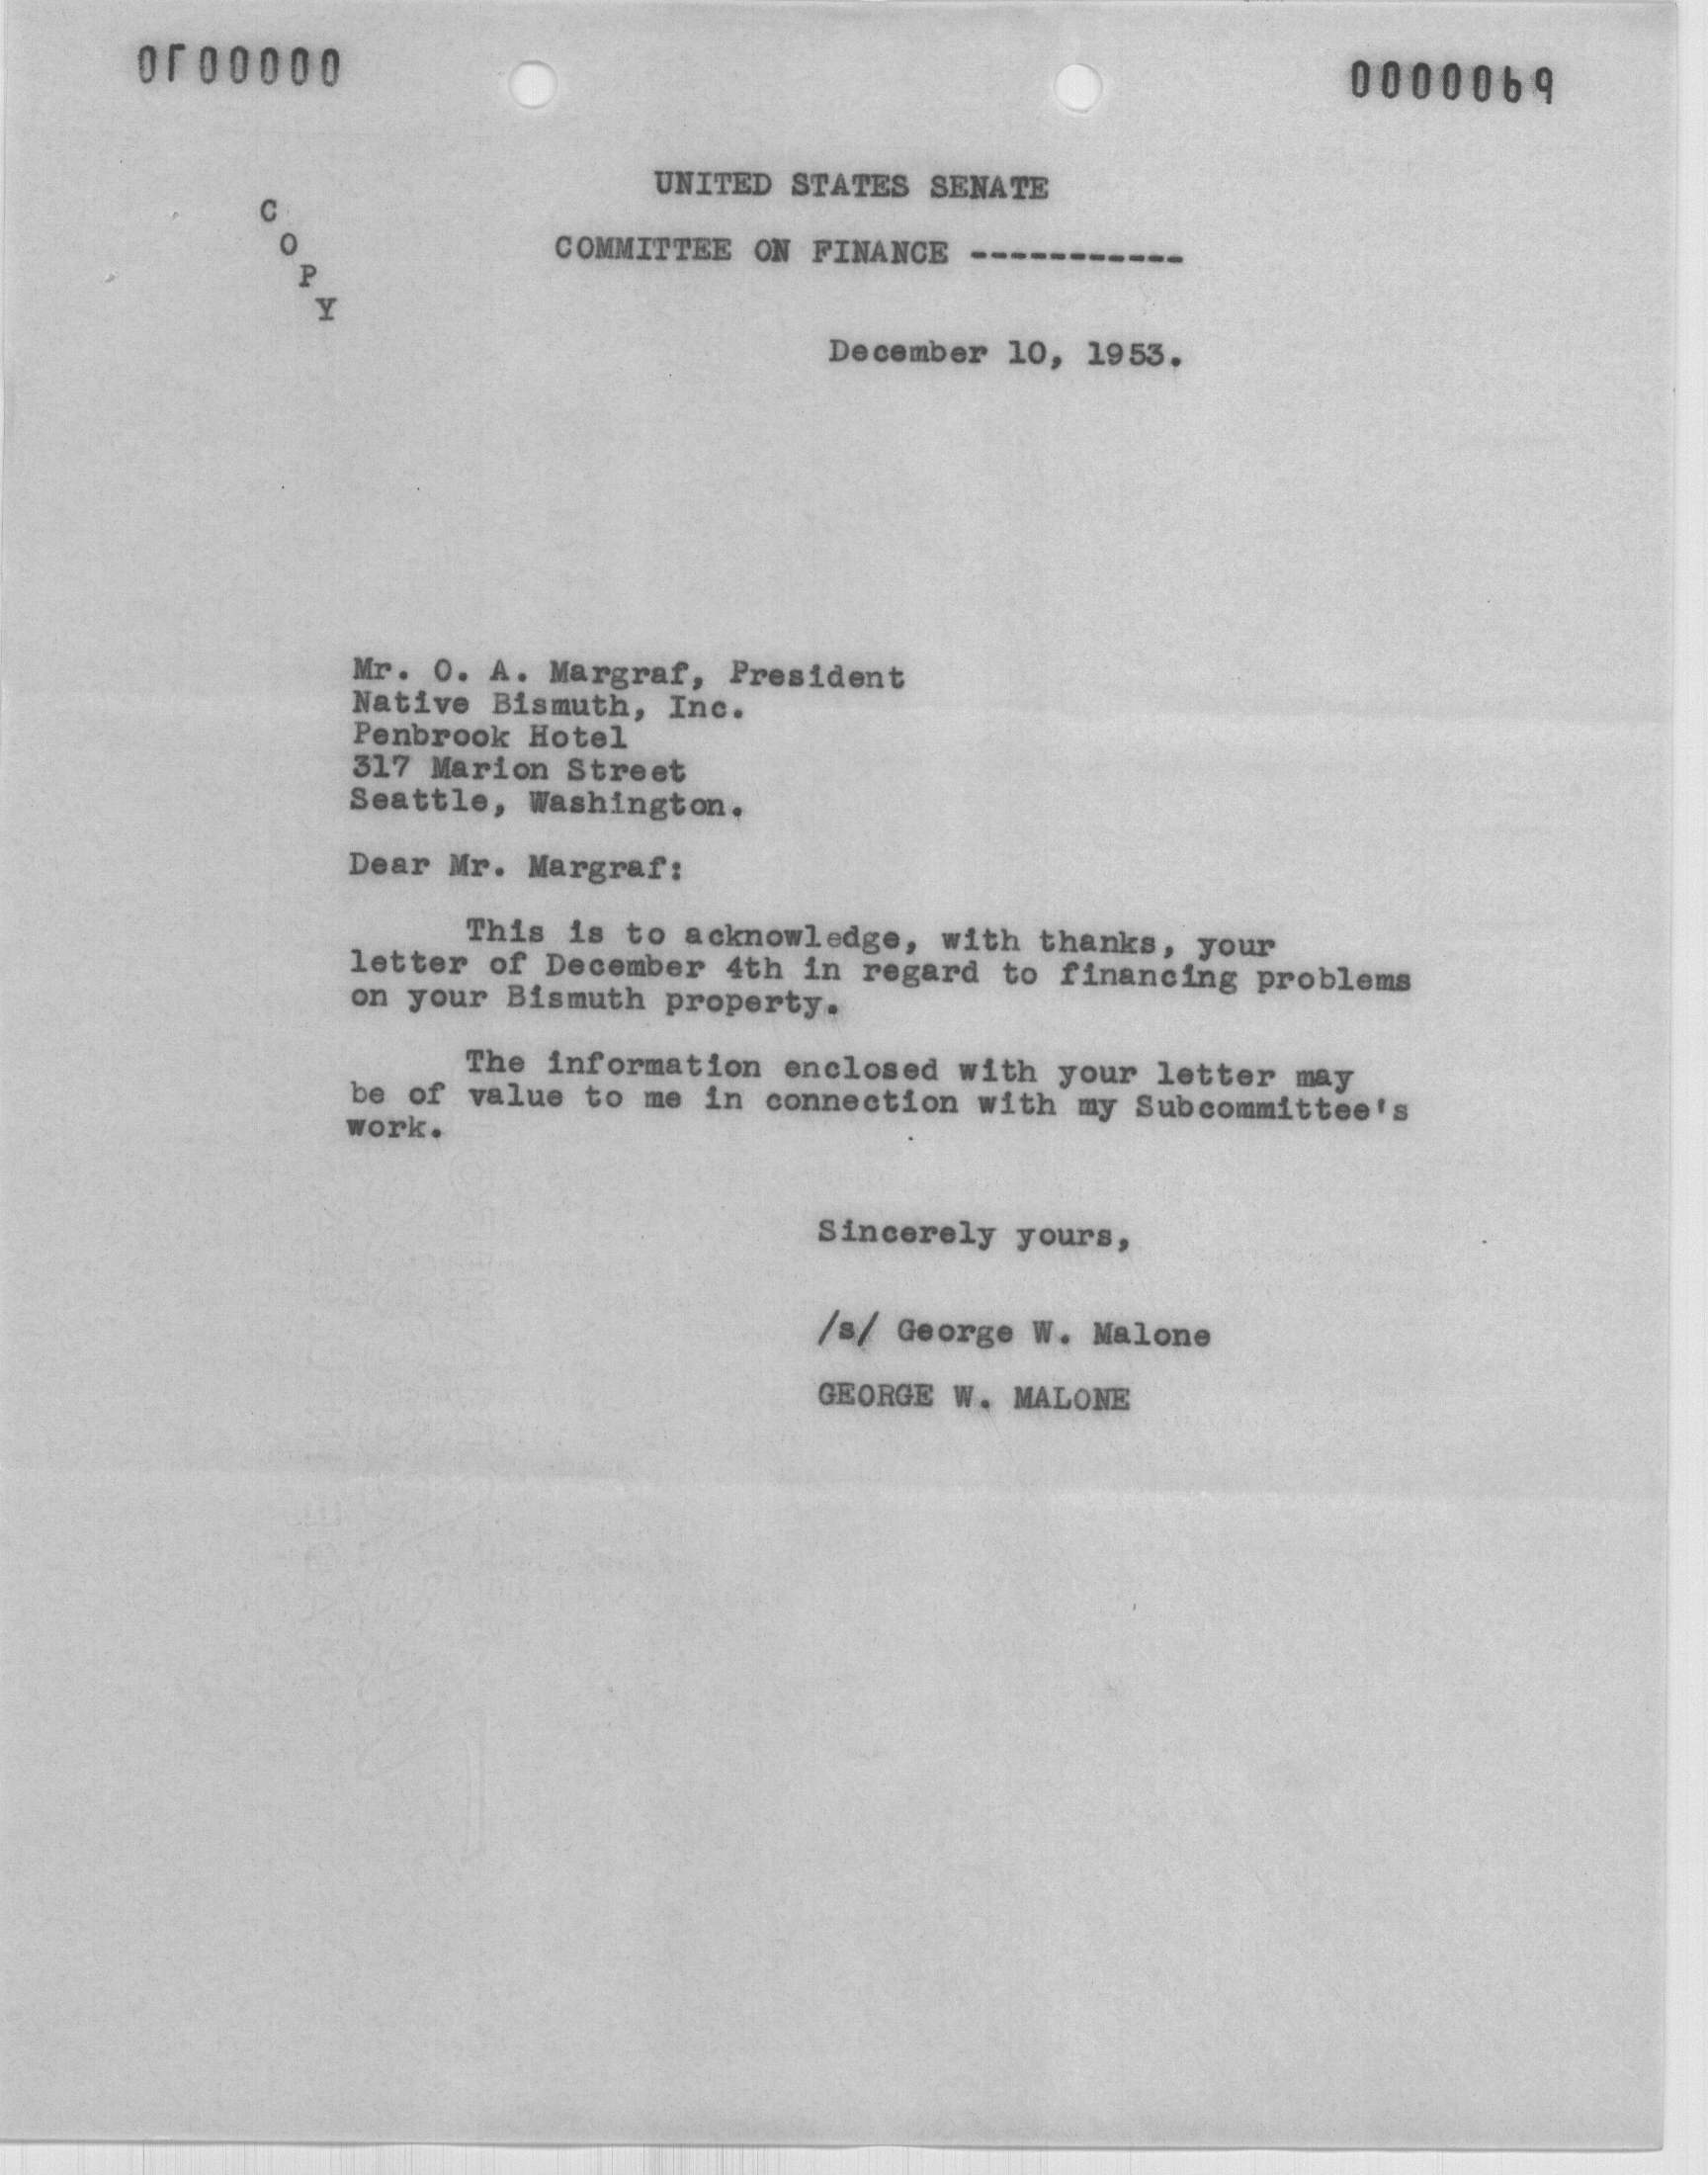 0000070
0000069
UNITED STATES SENATE
C
O
P
Y
COMMITTEE ON FINANCE -----------
December 10, 1953.
Mr. O. A. Margraf, President
Native Bismuth, Inc.
Penbrook Hotel
317 Marion Street
Seattle, Washington.
Dear Mr. Margraf:
This is to acknowledge, with thanks, your
letter of December 4th in regard to financing problems
on your Bismuth property.
The information enclosed with your letter may
be of value to me in connection with my Subcommittee's
work.
Sincerely yours,
/s/ George W. Malone
GEORGE W. MALONE